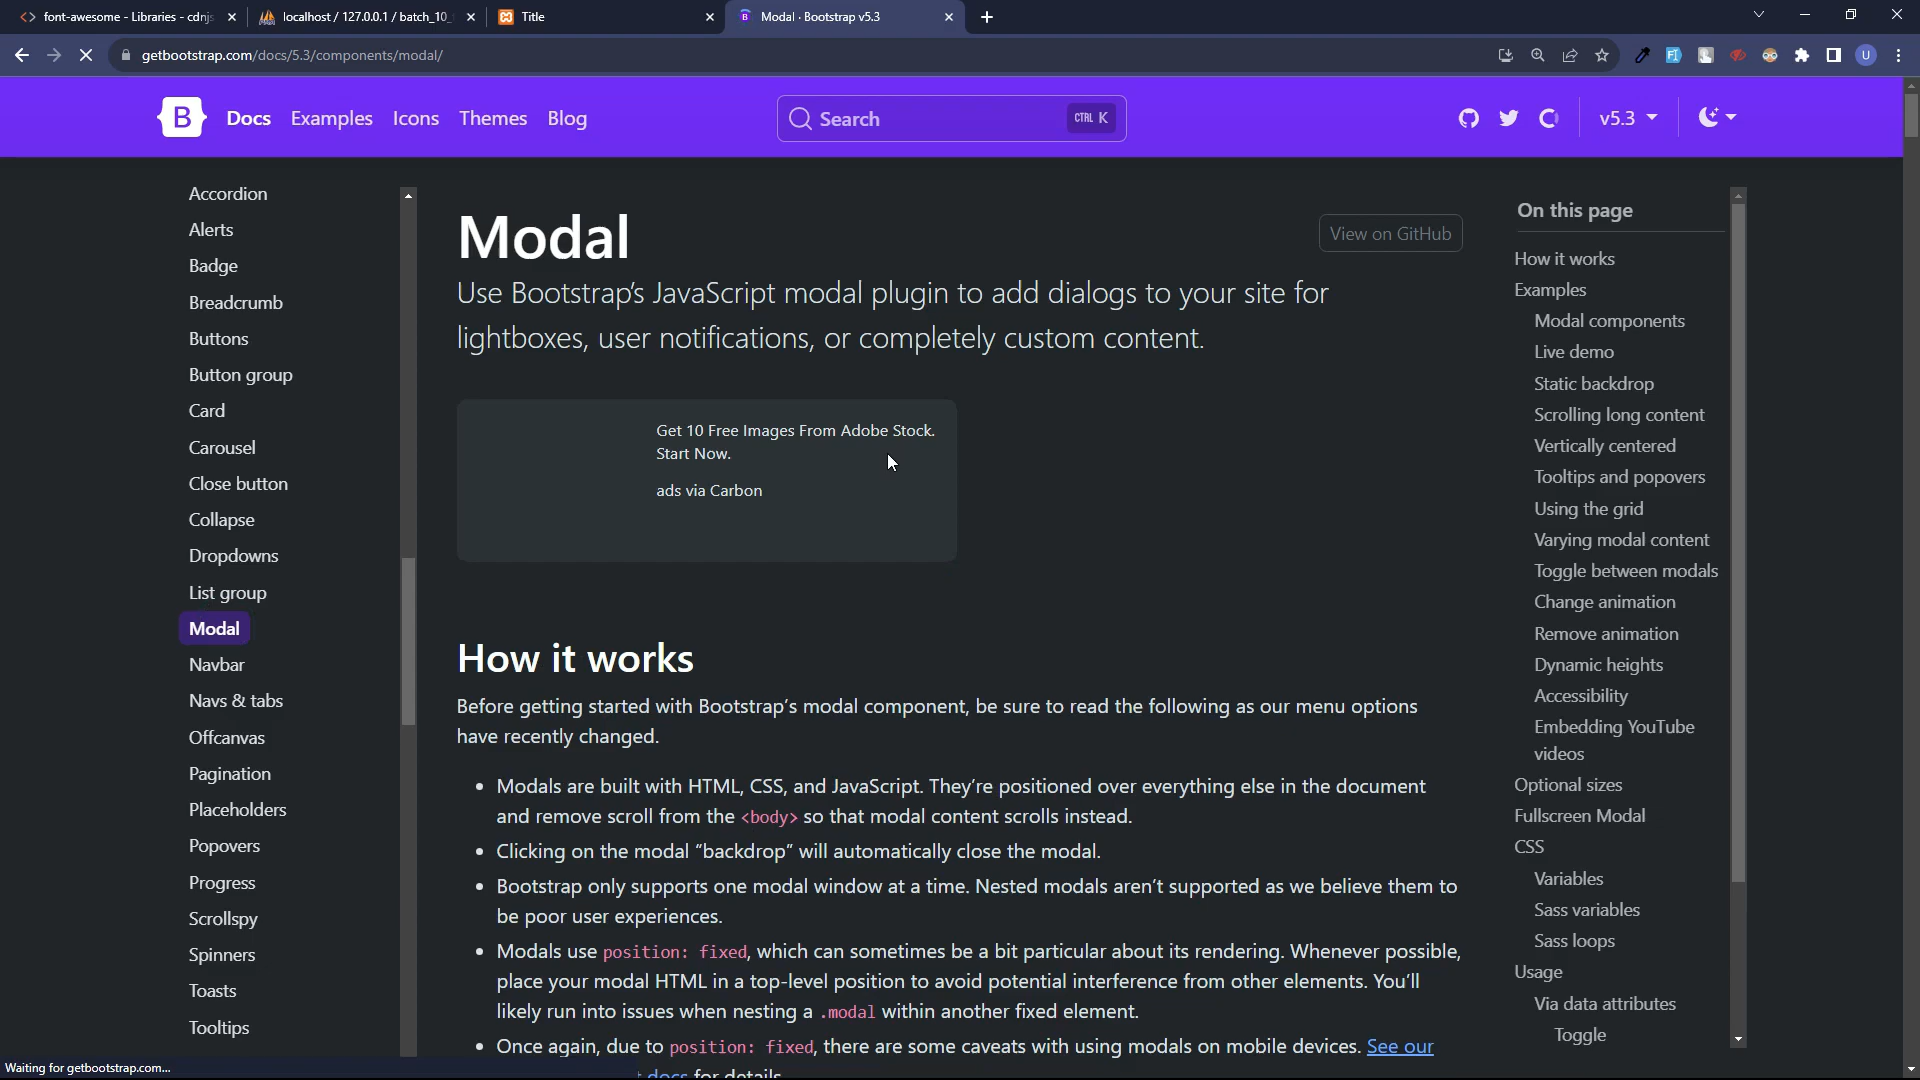 font-awesome - Libraries - cdnjs
localhost / 127.0.0.1 / batch_10_
Title
Modal · Bootstrap v5.3
getbootstrap.com/docs/5.3/components/modal/
U
B
Docs
Examples
Icons
Themes
Blog
Search
CTRL K
v5.3
Accordion
Alerts
Badge
Breadcrumb
Buttons
Button group
Card
Carousel
Close button
Collapse
Dropdowns
List group
Modal
Navbar
Navs & tabs
Offcanvas
Pagination
Placeholders
Popovers
Progress
Scrollspy
Spinners
Toasts
Tooltips
Modal
View on GitHub
Use Bootstrap's JavaScript modal plugin to add dialogs to your site for
lightboxes, user notifications, or completely custom content.
Get 10 Free Images From Adobe Stock.
Start Now.
ads via Carbon
How it works
Before getting started with Bootstrap's modal component, be sure to read the following as our menu options
have recently changed.
• Modals are built with HTML, CSS, and JavaScript. They're positioned over everything else in the document
and remove scroll from the <body> so that modal content scrolls instead.
• Clicking on the modal “backdrop” will automatically close the modal.
• Bootstrap only supports one modal window at a time. Nested modals aren't supported as we believe them to
be poor user experiences.
• Modals use position: fixed, which can sometimes be a bit particular about its rendering. Whenever possible,
place your modal HTML in a top-level position to avoid potential interference from other elements. You'll
likely run into issues when nesting a .modal within another fixed element.
• Once again, due to position: fixed, there are some caveats with using modals on mobile devices. See our
docs for details.
On this page
How it works
Examples
Modal components
Live demo
Static backdrop
Scrolling long content
Vertically centered
Tooltips and popovers
Using the grid
Varying modal content
Toggle between modals
Change animation
Remove animation
Dynamic heights
Accessibility
Embedding YouTube
videos
Optional sizes
Fullscreen Modal
CSS
Variables
Sass variables
Sass loops
Usage
Via data attributes
Toggle
Waiting for getbootstrap.com...